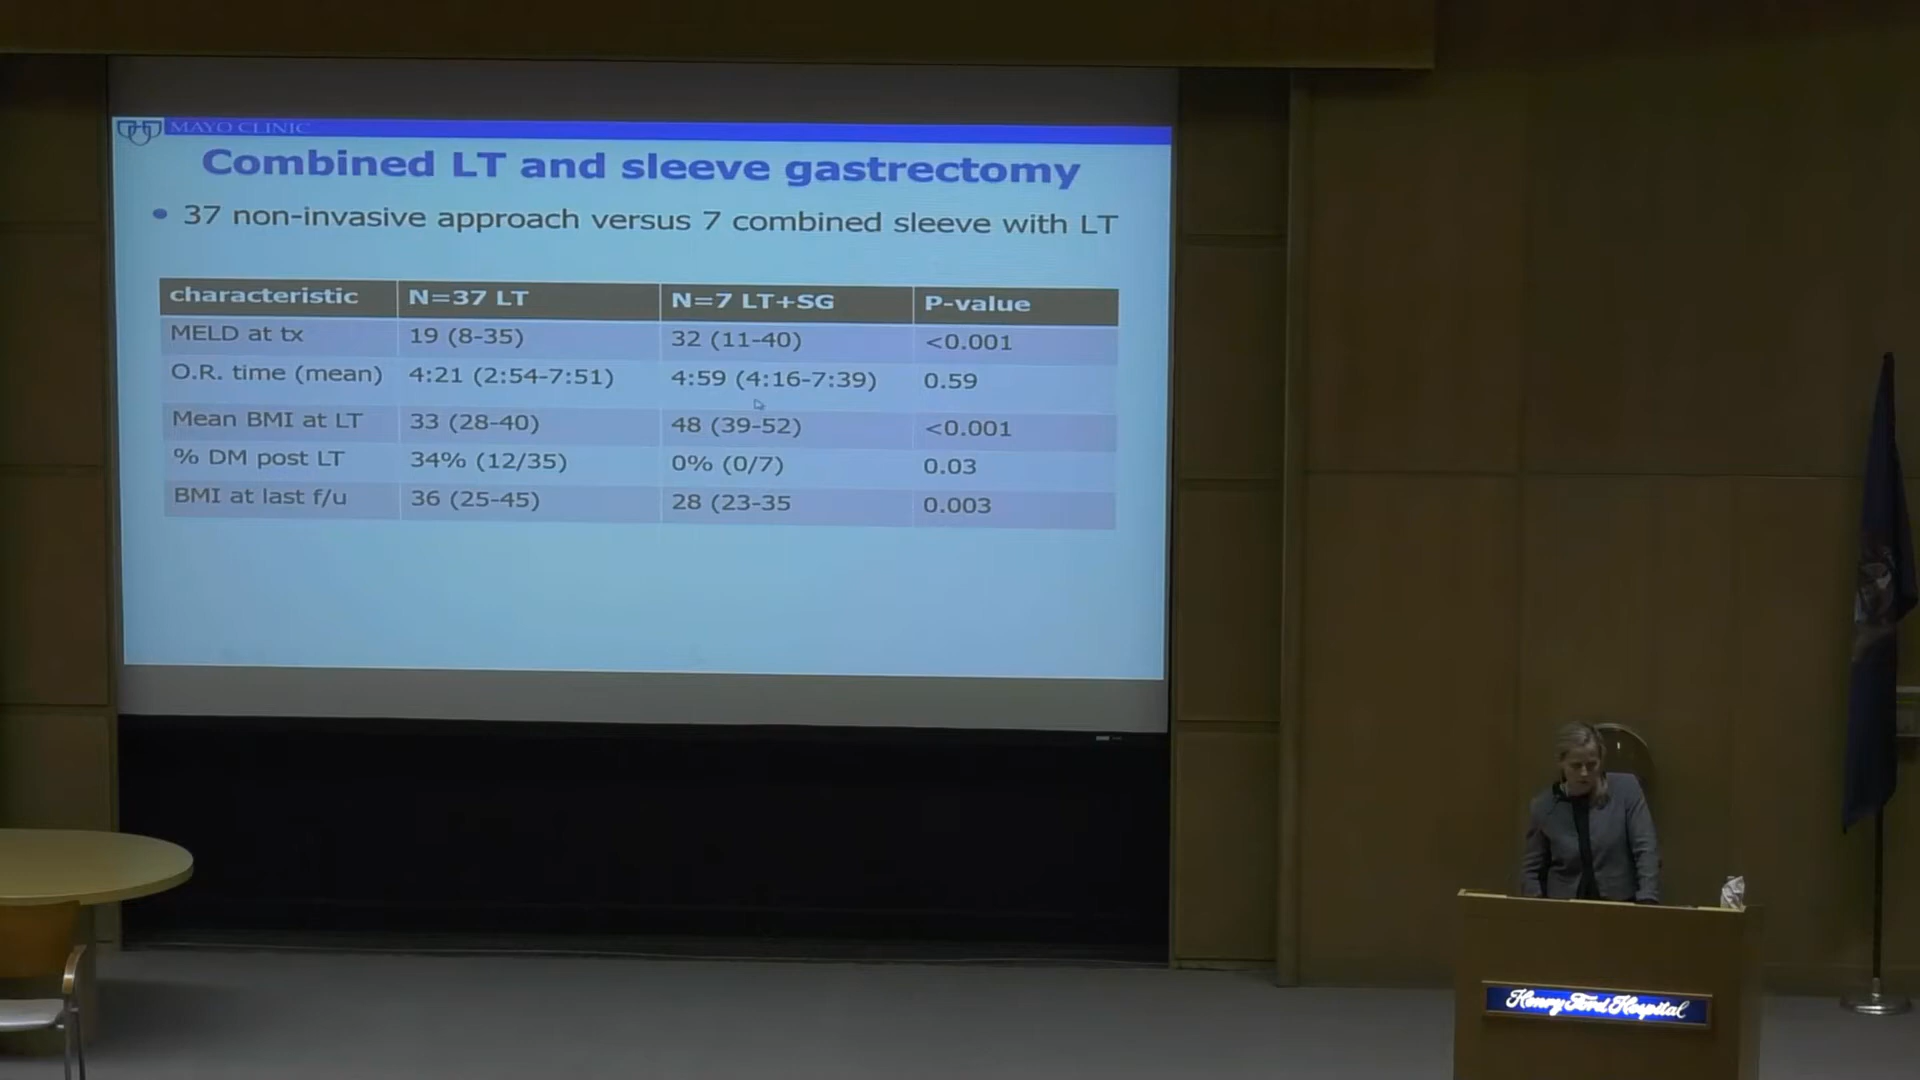 MAYO CLINIC
Combined LT and sleeve gastrectomy
• 37 non-invasive approach versus 7 combined sleeve with LT
characteristic N=37 LT N=7 LT+SG P-value
MELD at tx 19 (8-35) 32 (11-40) <0.001
O.R. time (mean) 4:21 (2:54-7:51) 4:59 (4:16-7:39) 0.59
Mean BMI at LT 33 (28-40) 48 (39-52) <0.001
% DM post LT 34% (12/35) 0% (0/7) 0.03
BMI at last f/u 36 (25-45) 28 (23-35 0.003
Henry Ford Hospital